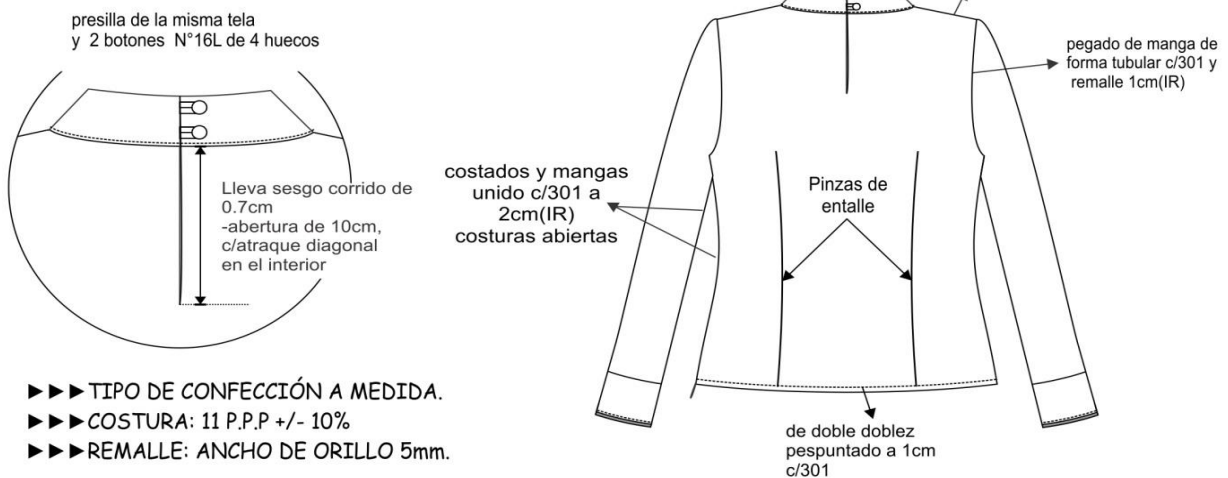 presilla de la misma tela
y 2 botones N°16L de 4 huecos
Lleva sesgo corrido de
0.7cm
-abertura de 10cm,
c/atraque diagonal
en el interior
►►►TIPO DE CONFECCIÓN A MEDIDA.
►►►COSTURA: 11 P.P.P +/- 10%
►►►REMALLE: ANCHO DE ORILLO 5mm.
costados y mangas
unido c/301 a
2cm(IR)
costuras abiertas
Pinzas de
entalle
pegado de manga de
forma tubular c/301 y
remalle 1cm(IR)
de doble doblez
pespuntado a 1cm
c/301